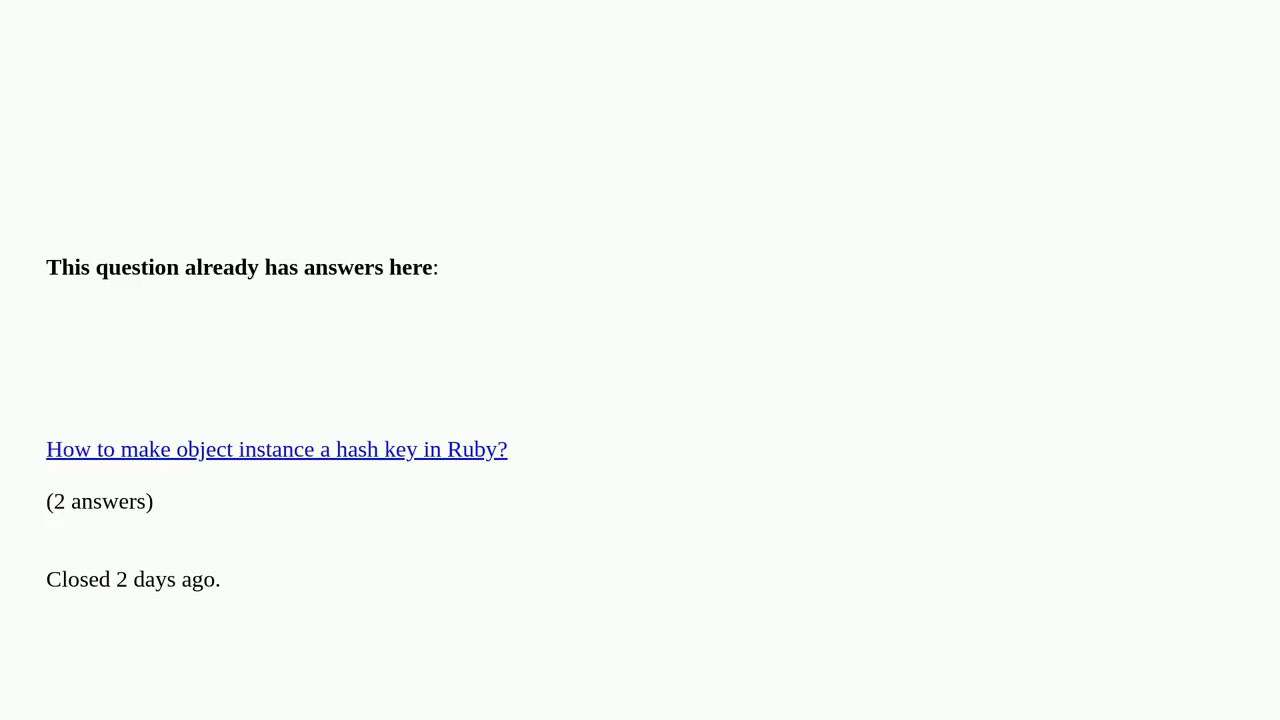 This question already has answers here:
How to make object instance a hash key in Ruby?
(2 answers)
Closed 2 days ago.